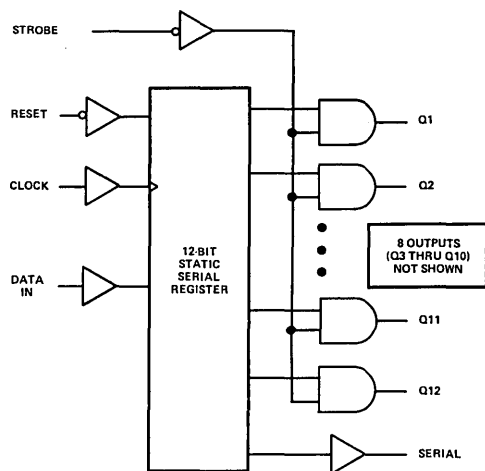 STROBE
RESET
CLOCK
DATA
IN
12-BIT
STATIC
SERIAL
REGISTER
Q1
Q2
8 OUTPUTS
(Q3 THRU Q10)
NOT SHOWN
Q11
Q12
SERIAL